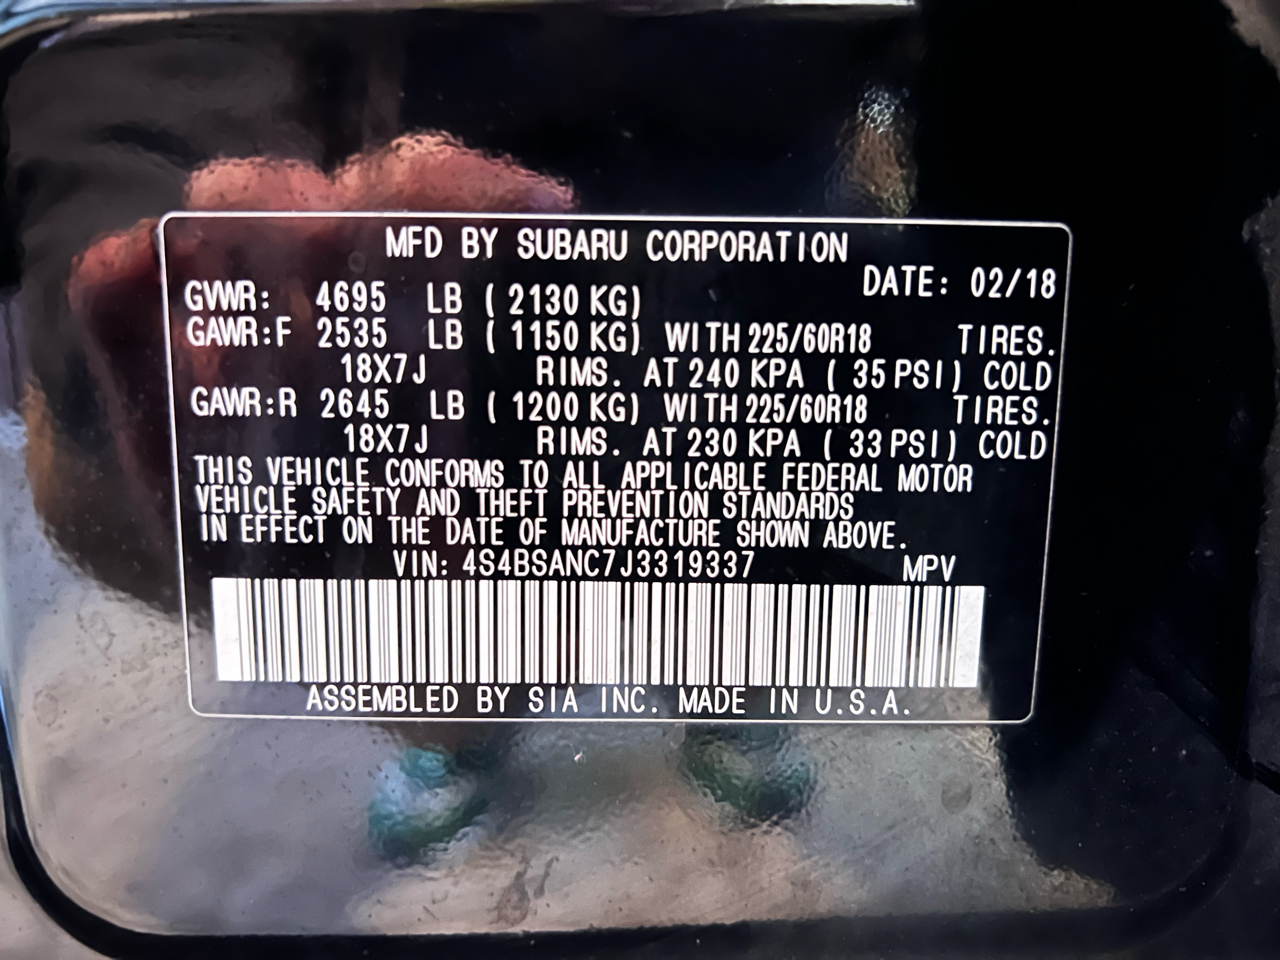 MFD BY SUBARU CORPORATION
DATE: 02/18
GVWR: 4695 LB ( 2130 KG)
GAWR:F 2535 LB ( 1150 KG) WITH 225/60R18 TIRES.
18X7J RIMS. AT 240 KPA ( 35 PSI) COLD
GAWR:R 2645 LB ( 1200 KG) WITH 225/60R18 TIRES.
18X7J RIMS. AT 230 KPA ( 33 PSI) COLD
THIS VEHICLE CONFORMS TO ALL APPLICABLE FEDERAL MOTOR
VEHICLE SAFETY AND THEFT PREVENTION STANDARDS
IN EFFECT ON THE DATE OF MANUFACTURE SHOWN ABOVE.
VIN: 4S4BSANC7J3319337 MPV
ASSEMBLED BY SIA INC. MADE IN U.S.A.